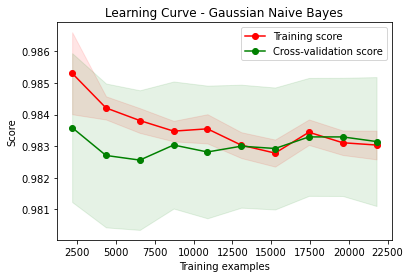 Learning Curve - Gaussian Naive Bayes
Training score
Cross-validation score
0.986
0.985
0.984
0.983
0.982
0.981
Score
2500 5000 7500 10000 12500 15000 17500 20000 22500
Training examples